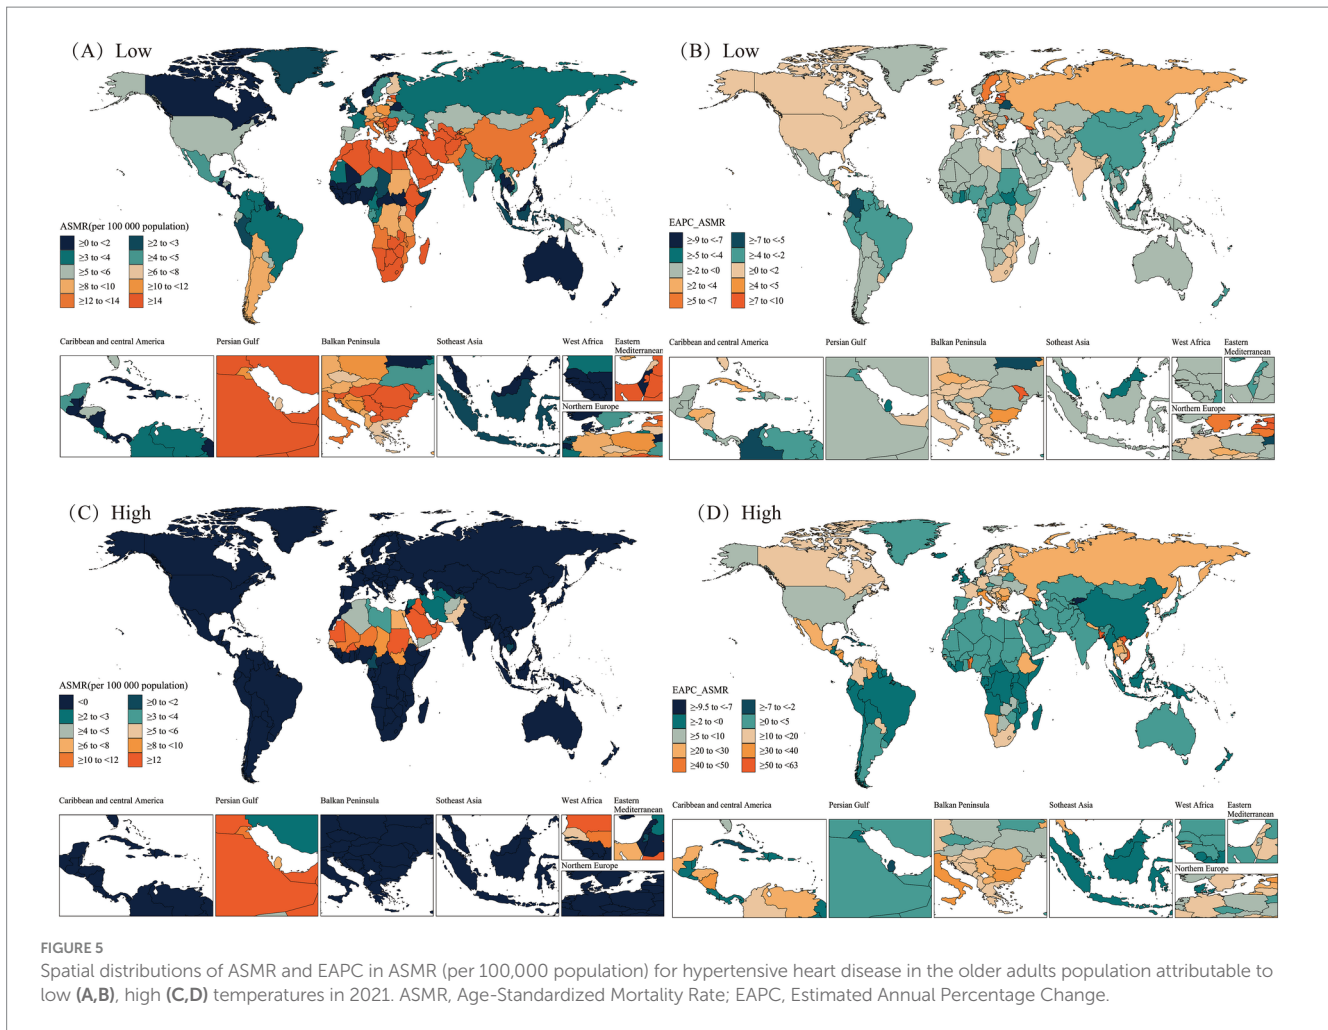 (A) Low
ASMR(per 100 000 population)
≥0 to <2
≥2 to <3
≥3 to <4
≥4 to <5
≥5 to <6
≥6 to <8
≥8 to <10
≥10 to <12
≥12 to <14
≥14
Caribbean and central America
Persian Gulf
Balkan Peninsula
Sotheast Asia
West Africa
Eastern
Mediterranean
Northern Europe
(B) Low
EAPC_ASMR
≥-9 to <-7
≥-7 to <-5
≥-5 to <-4
≥-4 to <-2
≥-2 to <0
≥0 to <2
≥2 to <4
≥4 to <5
≥5 to <7
≥7 to <10
Caribbean and central America
Persian Gulf
Balkan Peninsula
Sotheast Asia
West Africa
Eastern
Mediterranean
Northern Europe
(C) High
ASMR(per 100 000 population)
<0
≥0 to <2
≥2 to <3
≥3 to <4
≥4 to <5
≥5 to <6
≥6 to <8
≥8 to <10
≥10 to <12
≥12
Caribbean and central America
Persian Gulf
Balkan Peninsula
Sotheast Asia
West Africa
Eastern
Mediterranean
Northern Europe
(D) High
EAPC_ASMR
≥-9.5 to <-7
≥-7 to <-2
≥-2 to <0
≥0 to <5
≥5 to <10
≥10 to <20
≥20 to <30
≥30 to <40
≥40 to <50
≥50 to <63
Caribbean and central America
Persian Gulf
Balkan Peninsula
Sotheast Asia
West Africa
Eastern
Mediterranean
Northern Europe
FIGURE 5
Spatial distributions of ASMR and EAPC in ASMR (per 100,000 population) for hypertensive heart disease in the older adults population attributable to
low (A,B), high (C,D) temperatures in 2021. ASMR, Age-Standardized Mortality Rate; EAPC, Estimated Annual Percentage Change.